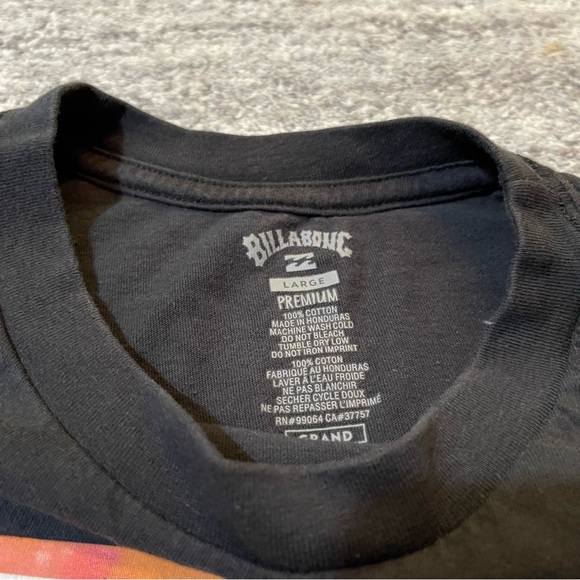 BILLABONG
LARGE
PREMIUM
100% COTTON
MADE IN HONDURAS
MACHINE WASH COLD
DO NOT BLEACH
TUMBLE DRY LOW
DO NOT IRON IMPRINT
100% COTON
FABRIQUÉ AU HONDURAS
LAVER À L'EAU FROIDE
NE PAS BLANCHIR
SECHER CYCLE DOUX
NE PAS REPASSER L'IMPRIMÉ
RN#99064 CA#37757
GRAND